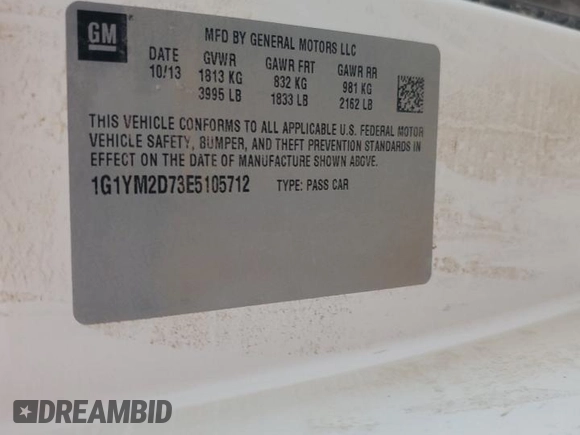 GM
MFD BY GENERAL MOTORS LLC
DATE GVWR GAWR FRT GAWR RR
10/13 1813 KG 832 KG 981 KG
3995 LB 1833 LB 2162 LB
THIS VEHICLE CONFORMS TO ALL APPLICABLE U.S. FEDERAL MOTOR
VEHICLE SAFETY, BUMPER, AND THEFT PREVENTION STANDARDS IN
EFFECT ON THE DATE OF MANUFACTURE SHOWN ABOVE.
1G1YM2D73E5105712 TYPE: PASS CAR
DREAMBID